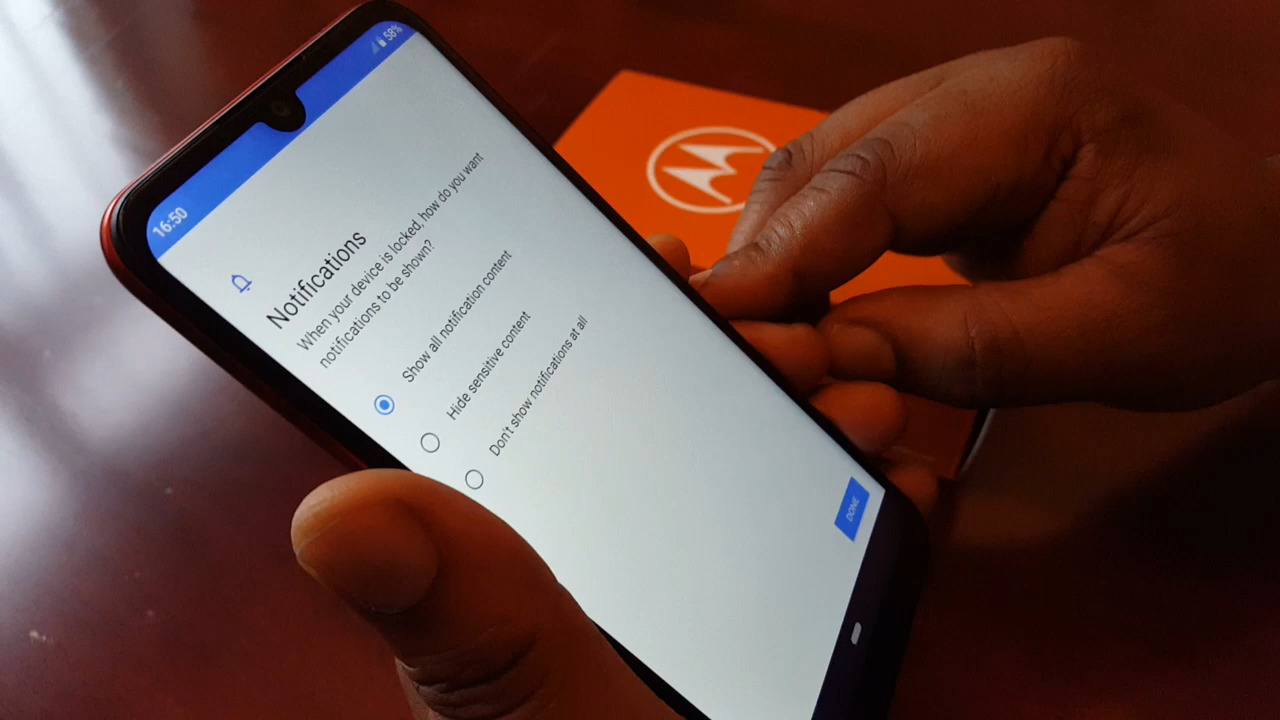 16:50
58%
Notifications
When your device is locked, how do you want
notifications to be shown?
Show all notification content
Hide sensitive content
Don't show notifications at all
DONE